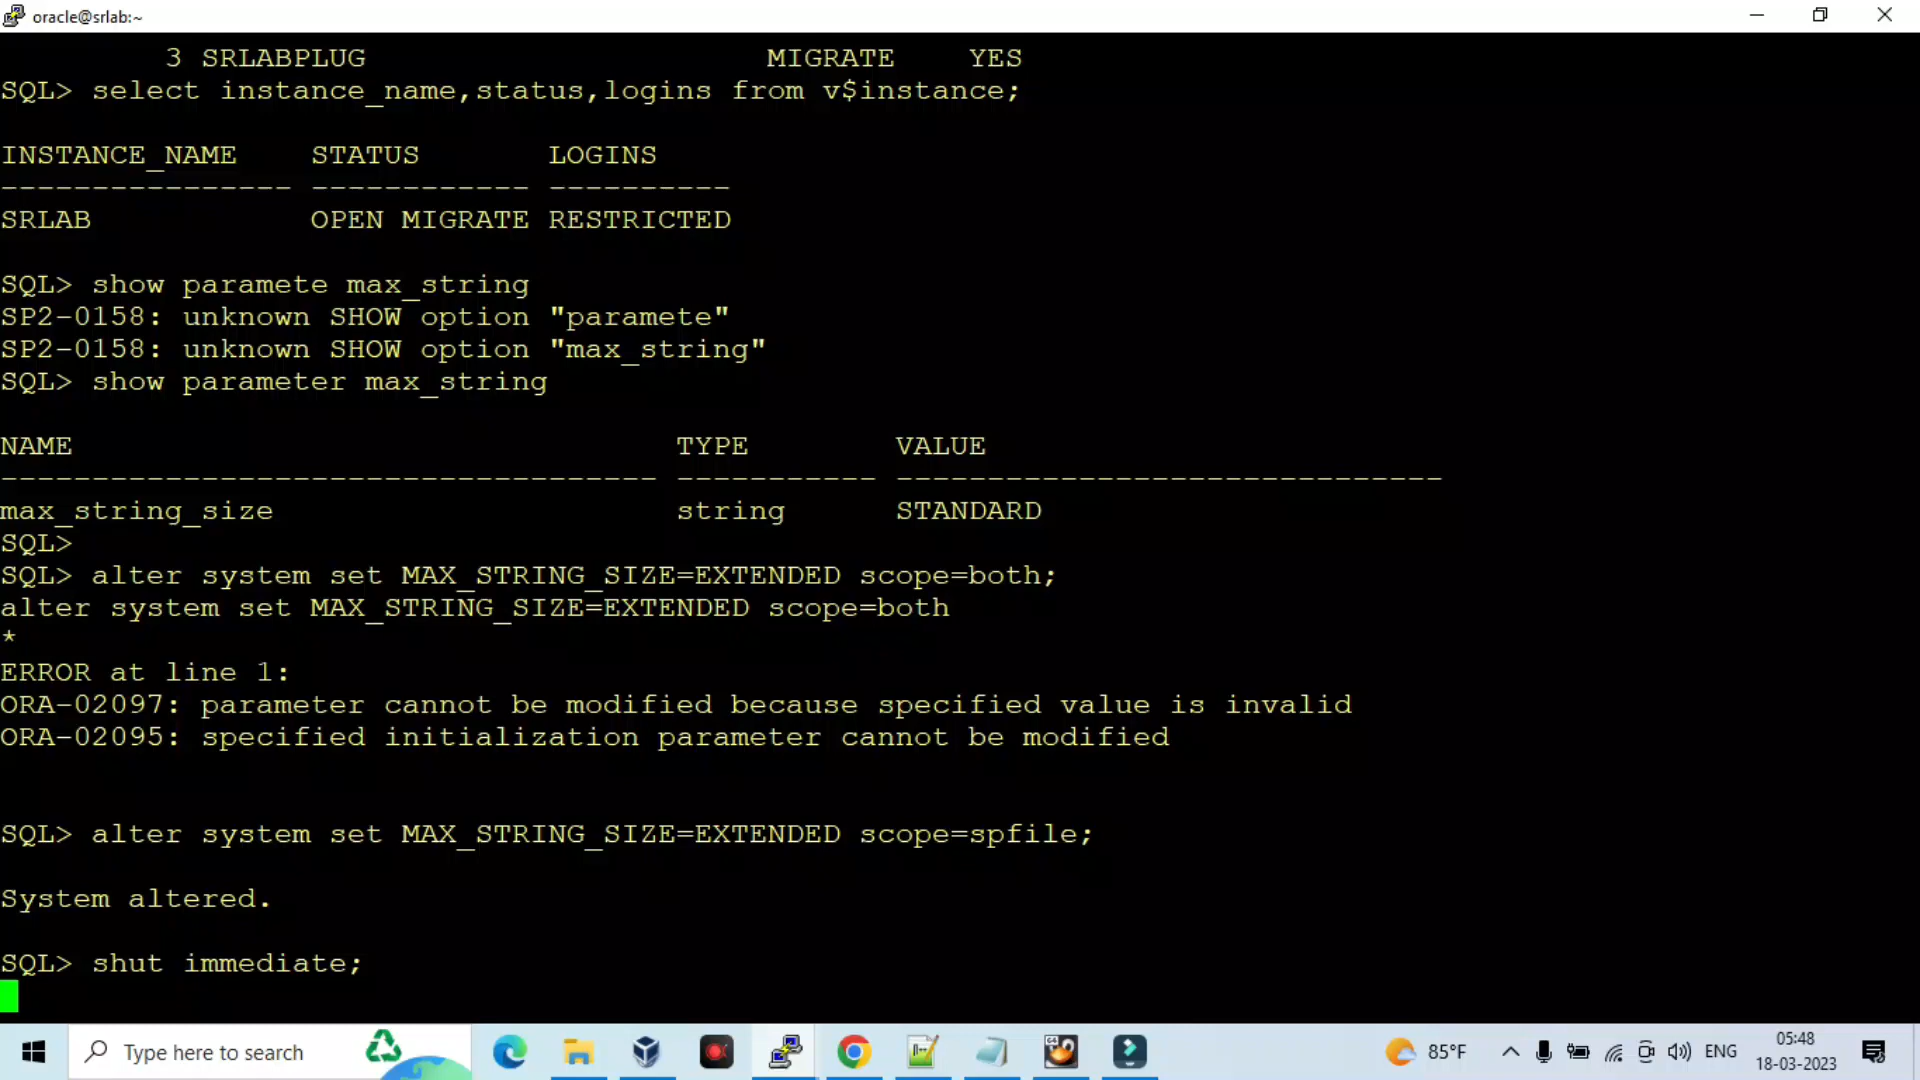 oracle@srlab:~
3 SRLABPLUG MIGRATE YES
SQL> select instance_name,status,logins from v$instance;
INSTANCE_NAME STATUS LOGINS
---------------- ------------ ----------
SRLAB OPEN MIGRATE RESTRICTED
SQL> show paramete max_string
SP2-0158: unknown SHOW option "paramete"
SP2-0158: unknown SHOW option "max_string"
SQL> show parameter max_string
NAME TYPE VALUE
------------------------------------ ----------- ------------------------------
max_string_size string STANDARD
SQL>
SQL> alter system set MAX_STRING_SIZE=EXTENDED scope=both;
alter system set MAX_STRING_SIZE=EXTENDED scope=both
*
ERROR at line 1:
ORA-02097: parameter cannot be modified because specified value is invalid
ORA-02095: specified initialization parameter cannot be modified
SQL> alter system set MAX_STRING_SIZE=EXTENDED scope=spfile;
System altered.
SQL> shut immediate;
Type here to search
85°F
ENG
05:48
18-03-2023